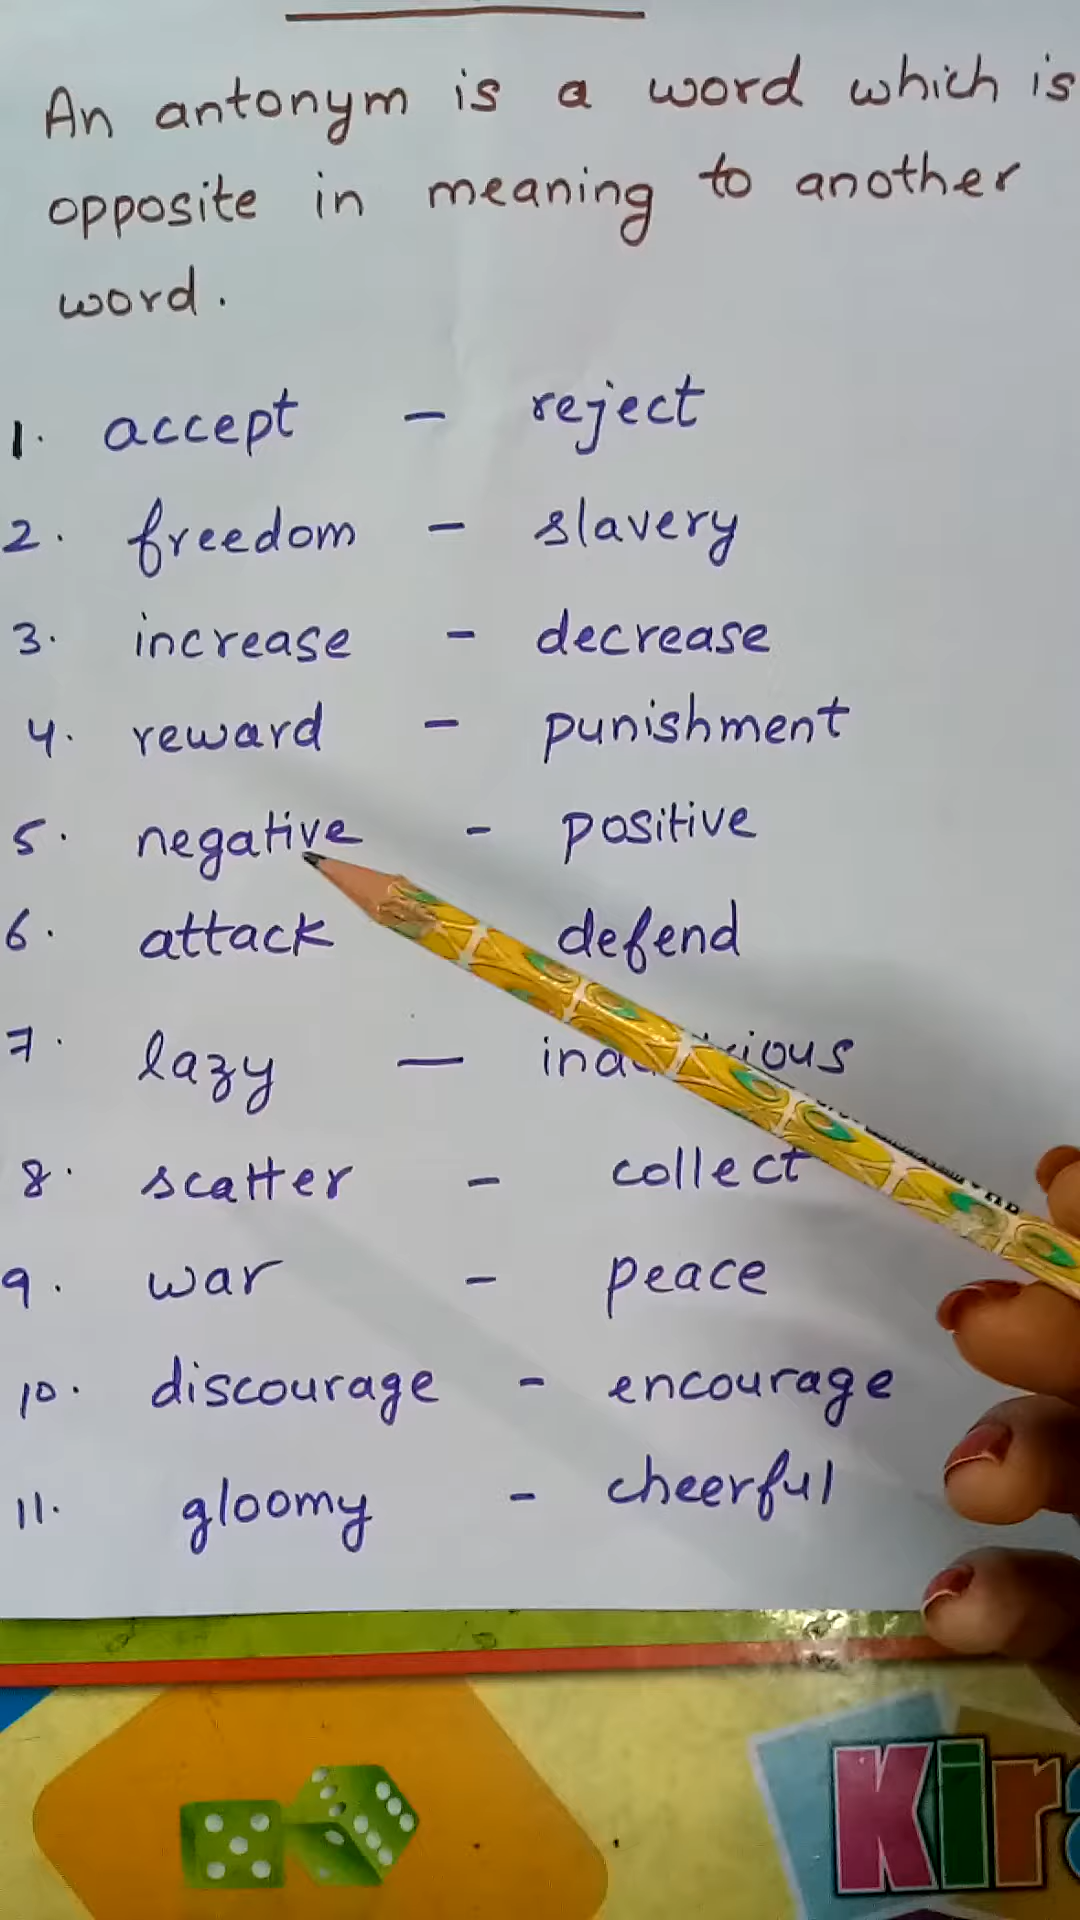 An antonym is a word which is
opposite in meaning to another
word.
1. accept - reject
2. freedom - slavery
3. increase - decrease
4. reward - punishment
5. negative - positive
6. attack defend
7. lazy -
8. scatter - collect
9. war - peace
10. discourage - encourage
11. gloomy - cheerful